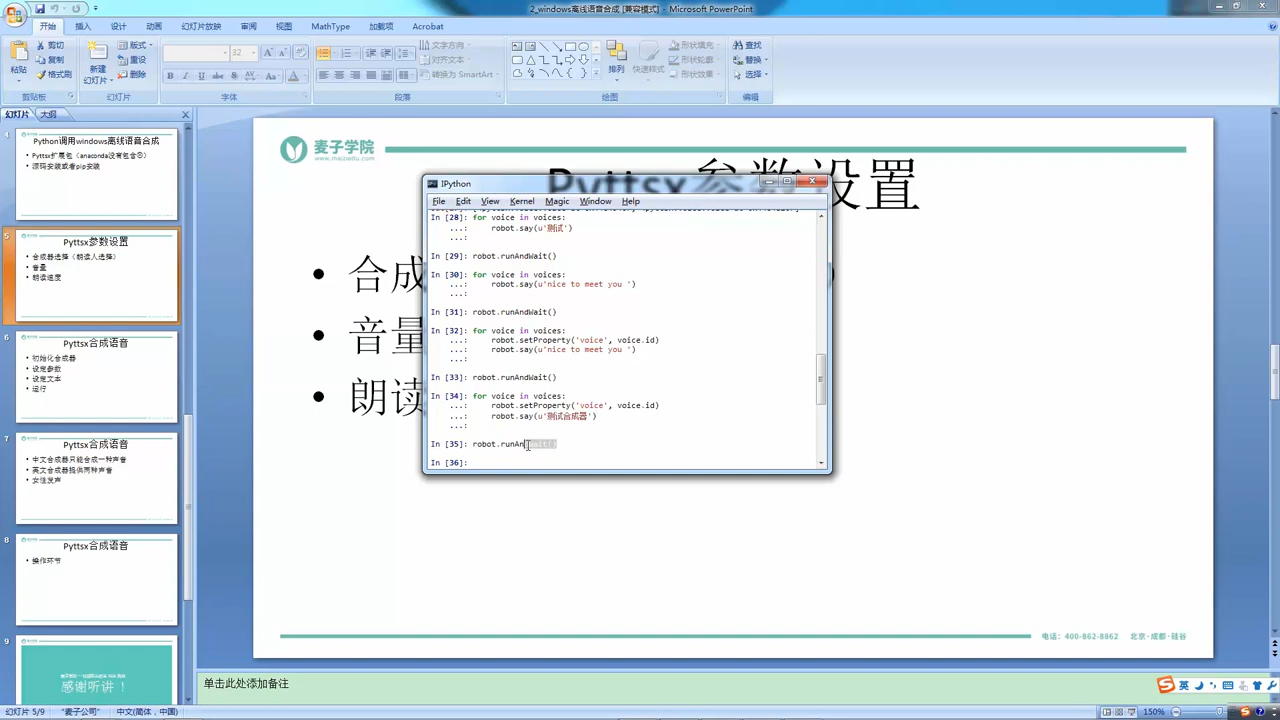 2_windows离线语音合成 [兼容模式] - Microsoft PowerPoint
开始 插入 设计 动画 幻灯片放映 审阅 视图 MathType 加载项 Acrobat
粘贴
剪切
复制
格式刷
剪贴板
新建
幻灯片
版式
重设
删除
幻灯片
32
字体
文字方向
对齐文本
转换为 SmartArt
段落
排列
快速样式
形状填充
形状轮廓
形状效果
绘图
查找
替换
选择
编辑
幻灯片 大纲
4
Python调用windows离线语音合成
• Pyttsx扩展包（anaconda没有包含）
• 源码安装或者pip安装
5
Pyttsx参数设置
• 合成器选择（朗读人选择）
• 音量
• 朗读速度
6
Pyttsx合成语音
• 初始化合成器
• 设定参数
• 设定文本
• 运行
7
Pyttsx合成语音
• 中文合成器只能合成一种声音
• 英文合成器提供两种声音
• 女性发声
8
Pyttsx合成语音
• 操作环节
9
感谢听讲！
麦子学院
www.maiziedu.com
Pyttsx参数设置
• 合成
• 音量
• 朗读
IPython
File Edit View Kernel Magic Window Help
In [28]: for voice in voices:
...: robot.say(u'测试')
...:
In [29]: robot.runAndWait()
In [30]: for voice in voices:
...: robot.say(u'nice to meet you ')
...:
In [31]: robot.runAndWait()
In [32]: for voice in voices:
...: robot.setProperty('voice', voice.id)
...: robot.say(u'nice to meet you ')
...:
In [33]: robot.runAndWait()
In [34]: for voice in voices:
...: robot.setProperty('voice', voice.id)
...: robot.say(u'测试合成器')
...:
In [35]: robot.runAndWait()
In [36]:
电话：400-862-8862 北京·成都·硅谷
单击此处添加备注
英
幻灯片 5/9 "麦子公司" 中文(简体，中国)
150%